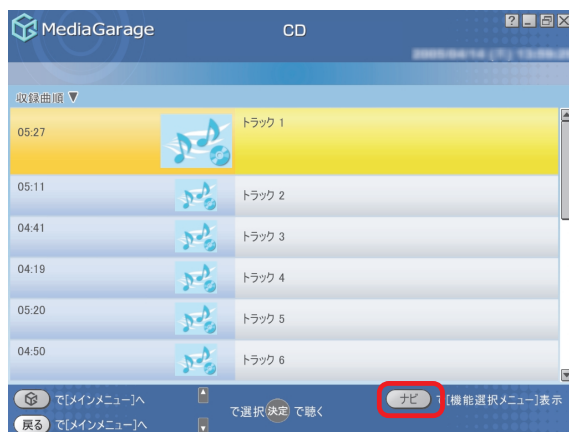 MediaGarage
CD
収録曲順▼
05:27 トラック 1
05:11 トラック 2
04:41 トラック 3
04:19 トラック 4
05:20 トラック 5
04:50 トラック 6
で[メインメニュー]へ
で選択 決定 で聴く
ナビ で[機能選択メニュー]表示
戻る で[メインメニュー]へ